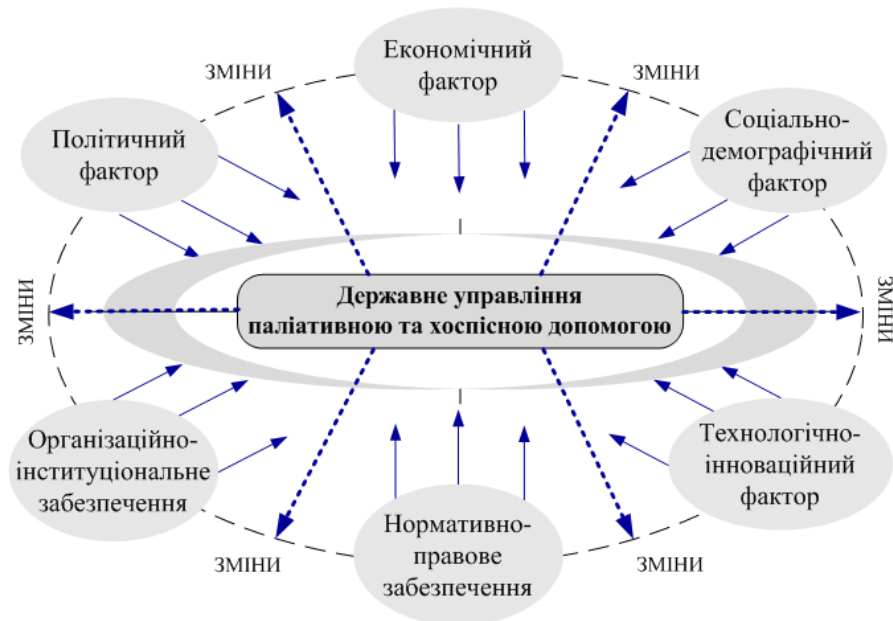 Економічний
фактор
ЗМІНИ
ЗМІНИ
Політичний
фактор
Соціально-
демографічний
фактор
ЗМІНИ
Державне управління
паліативною та хоспісною допомогою
ЗМІНИ
Організаційно-
інституціональне
забезпечення
Технологічно-
інноваційний
фактор
Нормативно-
правове
забезпечення
ЗМІНИ
ЗМІНИ